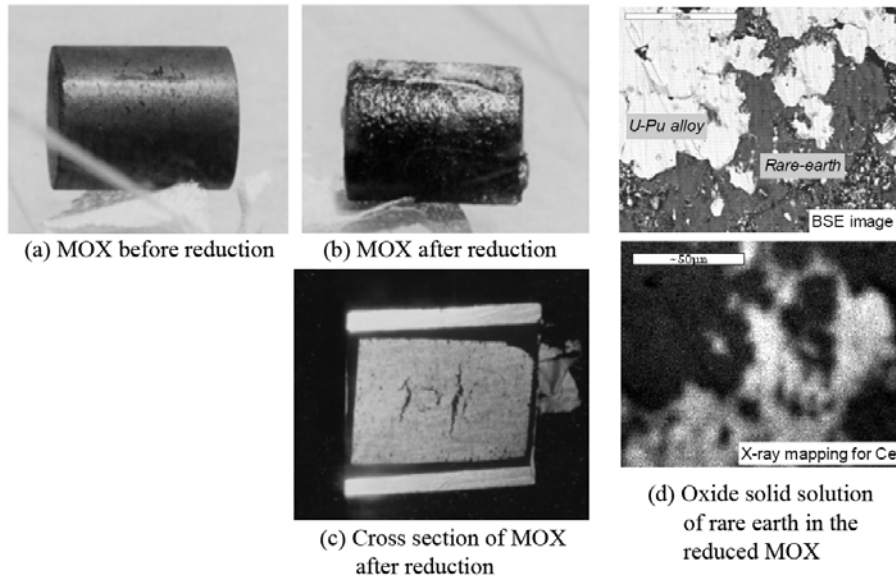 U-Pu alloy
Rare-earth
BSE image
(a) MOX before reduction
(b) MOX after reduction
~50μm
X-ray mapping for Ce
(c) Cross section of MOX
after reduction
(d) Oxide solid solution
of rare earth in the
reduced MOX